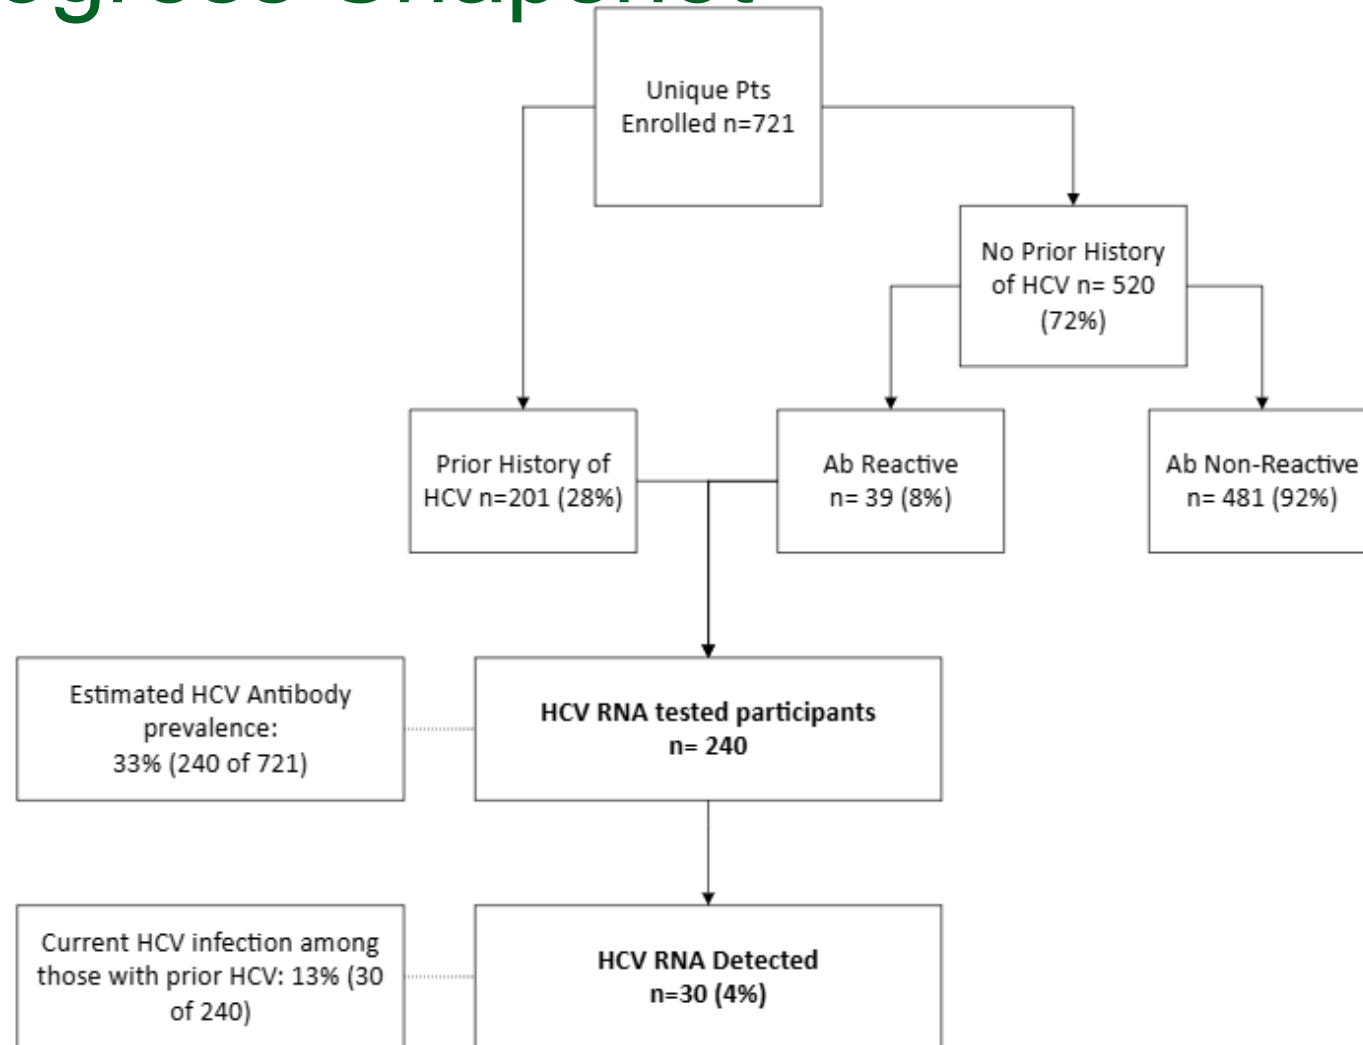 ogress Snapshot
Unique Pts
Enrolled n=721
No Prior History
of HCV n= 520
(72%)
Prior History of
HCV n=201 (28%)
Ab Reactive
n= 39 (8%)
Ab Non-Reactive
n= 481 (92%)
Estimated HCV Antibody
prevalence:
33% (240 of 721)
HCV RNA tested participants
n= 240
Current HCV infection among
those with prior HCV: 13% (30
of 240)
HCV RNA Detected
n=30 (4%)